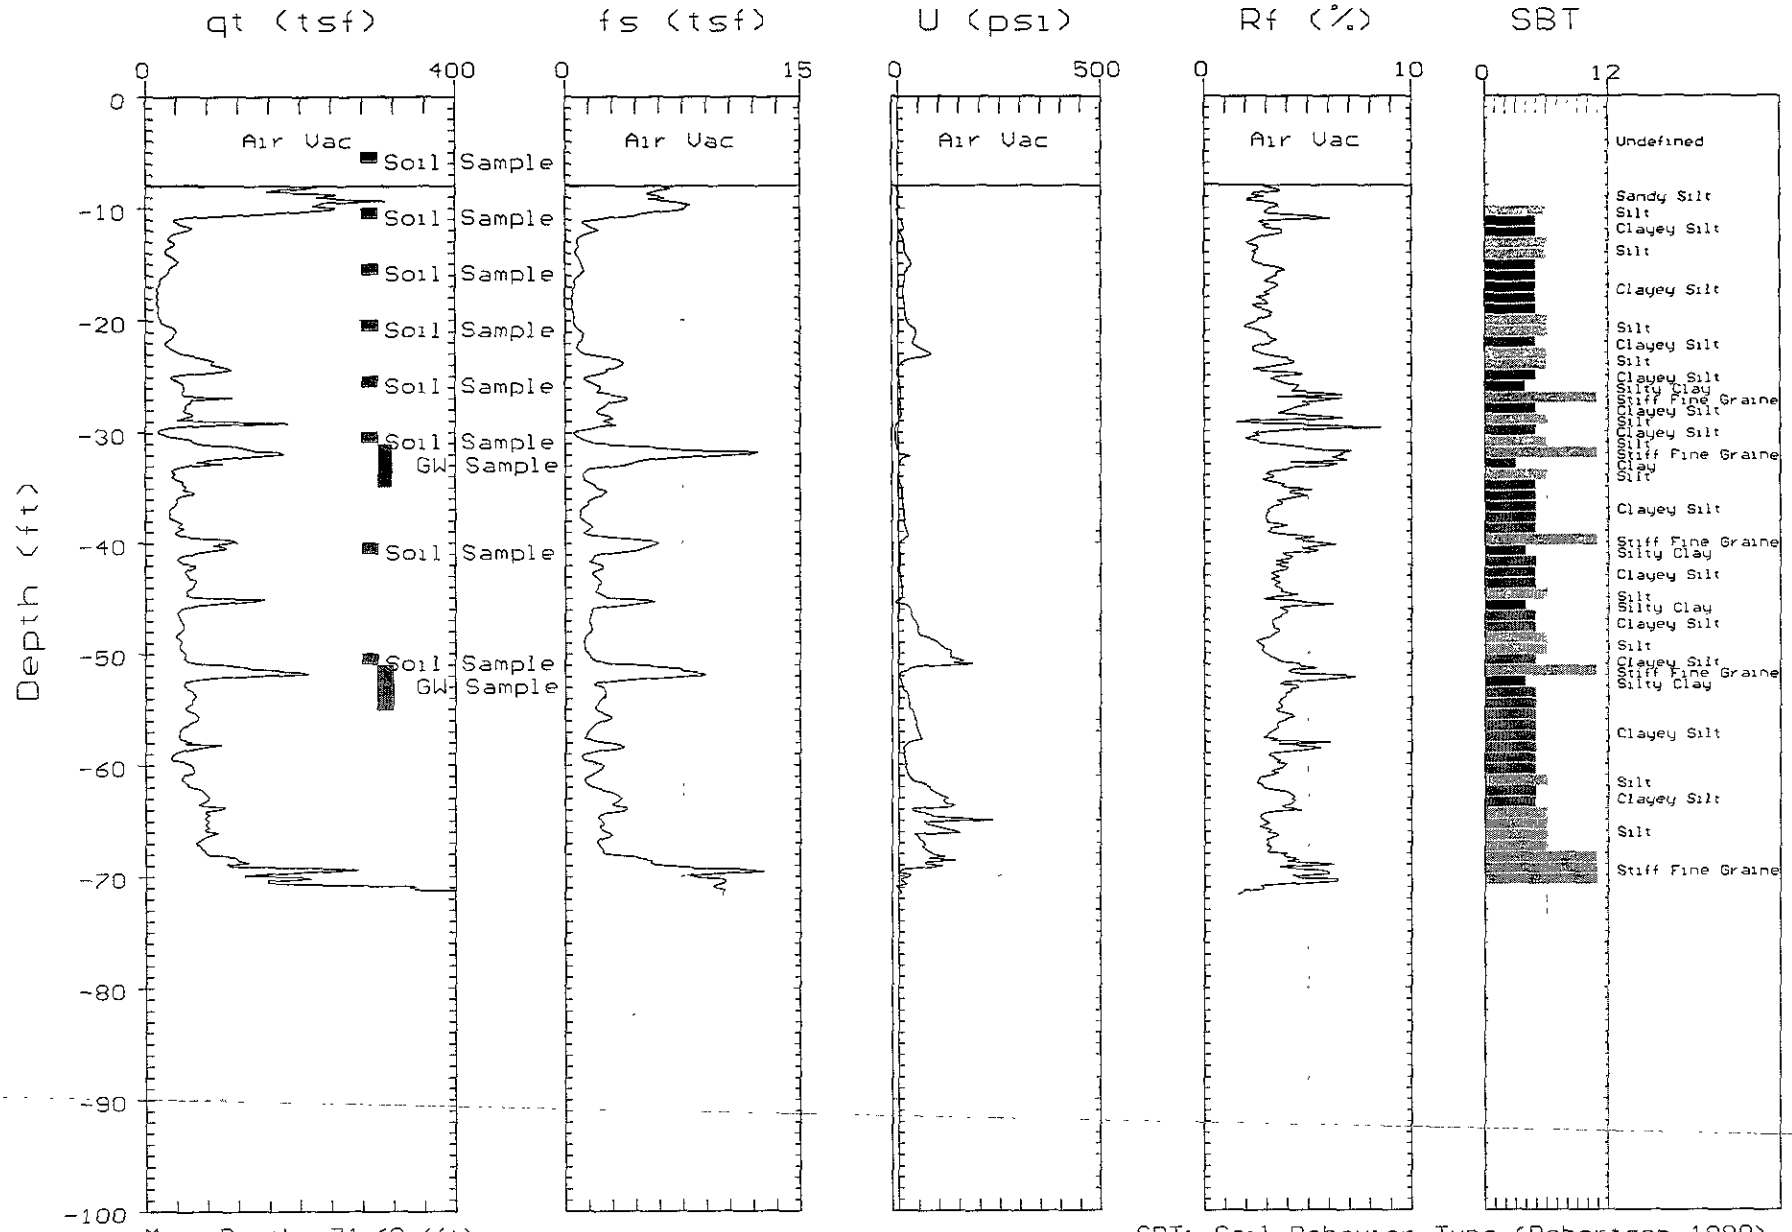 qt (tsf) fs (tsf) U (psi) Rf (%) SBT
0 400 0 15 0 500 0 10 0 12
0
Air Vac Air Vac Air Vac Air Vac Undefined
Soil Sample
Sandy Silt
-10 Soil Sample Silt
Clayey Silt
Silt
Soil Sample
Clayey Silt
-20 Soil Sample Silt
Clayey Silt
Silt
Soil Sample Clayey Silt
Silty Clay
Stiff Fine Graine
Clayey Silt
Silt
-30 Soil Sample Clayey Silt
Silt
Stiff Fine Graine
GW Sample Clay
Silt
Clayey Silt
-40 Soil Sample Stiff Fine Graine
Silty Clay
Clayey Silt
Silt
Silty Clay
Clayey Silt
Silt
-50 Soil Sample Clayey Silt
Stiff Fine Graine
GW Sample Silty Clay
Clayey Silt
-60
Silt
Clayey Silt
Silt
-70 Stiff Fine Graine
-80
-90
-100
Depth (ft)